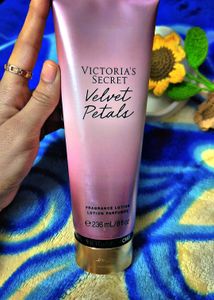 VICTORIA'S SECRET
Velvet
Petals
FRAGRANCE LOTION
LOTION PARFUMÉE
℮ 236 mL/8 fl oz